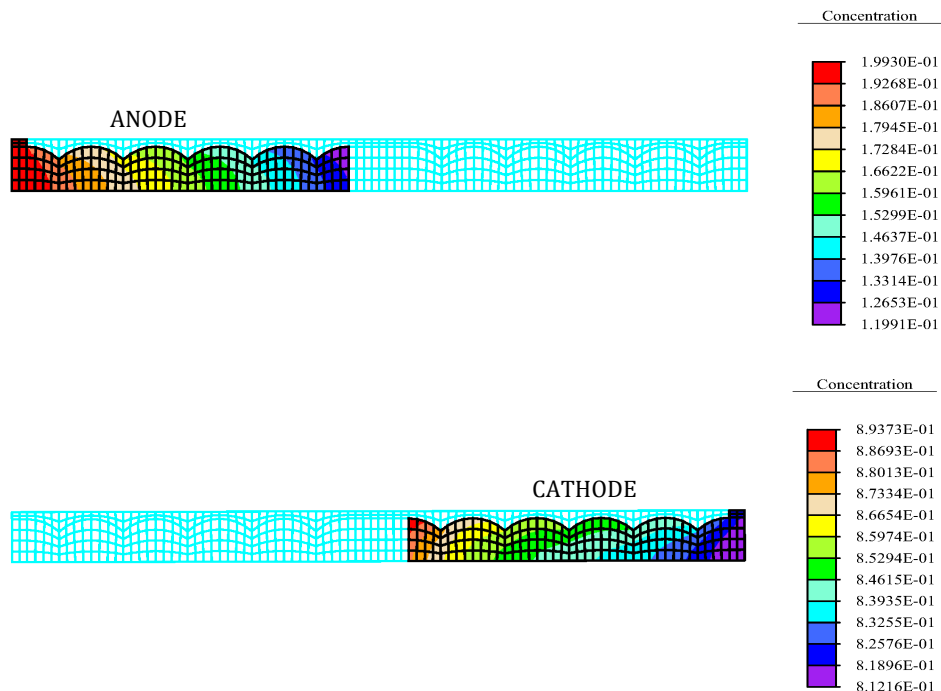 Concentration
1.9930E-01
1.9268E-01
1.8607E-01
1.7945E-01
1.7284E-01
1.6622E-01
1.5961E-01
1.5299E-01
1.4637E-01
1.3976E-01
1.3314E-01
1.2653E-01
1.1991E-01
ANODE
Concentration
8.9373E-01
8.8693E-01
8.8013E-01
8.7334E-01
8.6654E-01
8.5974E-01
8.5294E-01
8.4615E-01
8.3935E-01
8.3255E-01
8.2576E-01
8.1896E-01
8.1216E-01
CATHODE